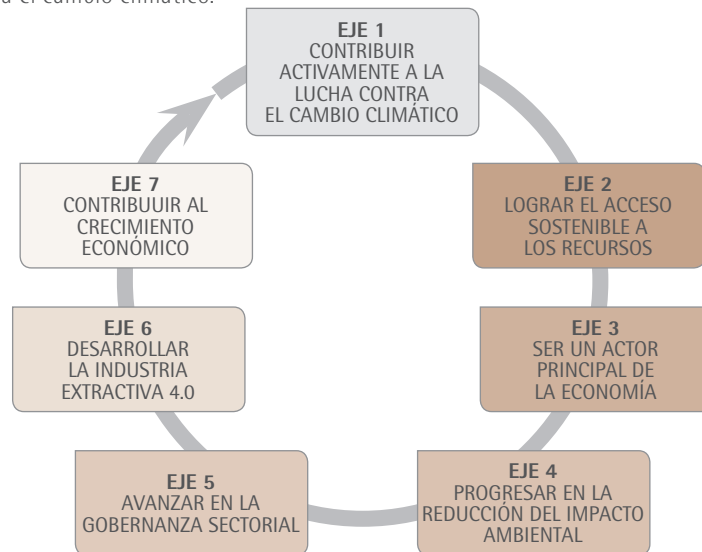 a el cambio climático.
EJE 1
CONTRIBUIR
ACTIVAMENTE A LA
LUCHA CONTRA
EL CAMBIO CLIMÁTICO
EJE 2
LOGRAR EL ACCESO
SOSTENIBLE A
LOS RECURSOS
EJE 3
SER UN ACTOR
PRINCIPAL DE
LA ECONOMÍA
EJE 4
PROGRESAR EN LA
REDUCCIÓN DEL IMPACTO
AMBIENTAL
EJE 5
AVANZAR EN LA
GOBERNANZA SECTORIAL
EJE 6
DESARROLLAR
LA INDUSTRIA
EXTRACTIVA 4.0
EJE 7
CONTRIBUUIR AL
CRECIMIENTO
ECONÓMICO